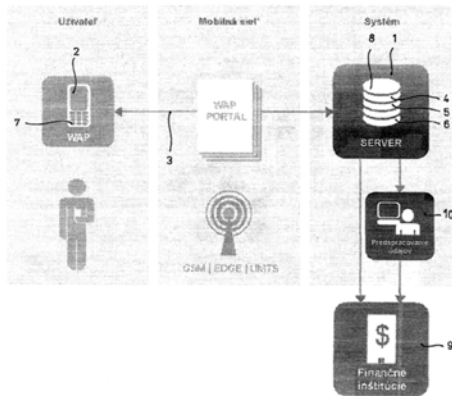 Užívateľ
Mobilná sieť
Systém
2
7
WAP
3
WAP
PORTAL
GSM | EDGE | UMTS
8
1
4
5
6
SERVER
10
Predspracovanie
údajov
$
9
Finančné
inštitúcie